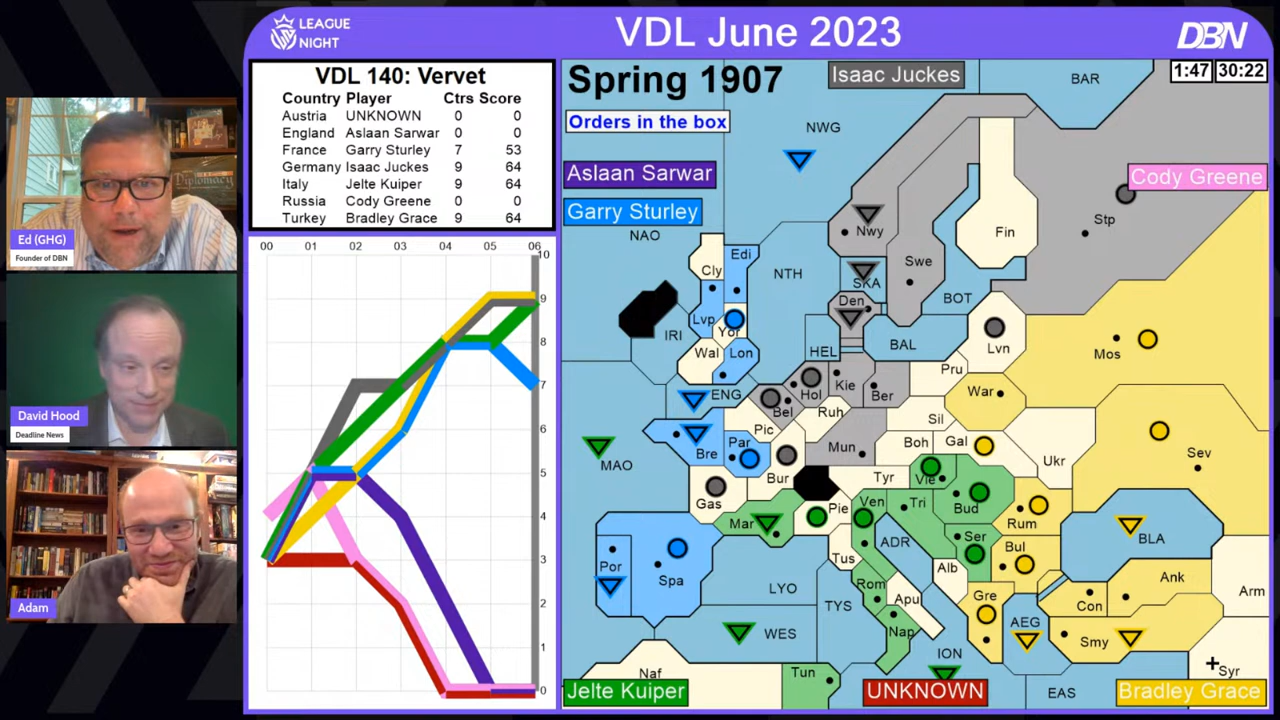 LEAGUE
NIGHT
VDL June 2023
DBN
VDL 140: Vervet
Country Player Ctrs Score
Austria UNKNOWN 0 0
England Aslaan Sarwar 0 0
France Garry Sturley 7 53
Germany Isaac Juckes 9 64
Italy Jelte Kuiper 9 64
Russia Cody Greene 0 0
Turkey Bradley Grace 9 64
00 01 02 03 04 05 06
10
9
8
7
6
5
4
3
2
1
0
Ed (GHG)
Founder of DBN
David Hood
Deadline News
Adam
Diplomacy
Spring 1907
Isaac Juckes
1:47 30:22
Orders in the box
Aslaan Sarwar
Garry Sturley
Cody Greene
BAR
NWG
NAO
Nwy
Stp
Fin
Swe
Edi
Cly
NTH
SKA
Den
BOT
Lvp
Yor
IRI
Lvn
Mos
Wal
Lon
HEL
BAL
Pru
ENG
Hol
Kie
Ber
War
Bel
Ruh
Pic
Sil
Bre
Par
Mun
Boh
Gal
Ukr
Sev
MAO
Bur
Tyr
Vie
Gas
Bud
Rum
Mar
Pie
Ven
Tri
BLA
ADR
Ser
Bul
Por
Spa
Tus
Alb
Ank
Arm
LYO
Rom
Apu
Con
TYS
Gre
AEG
Smy
WES
Nap
ION
Syr
Naf
Tun
EAS
Jelte Kuiper
UNKNOWN
Bradley Grace